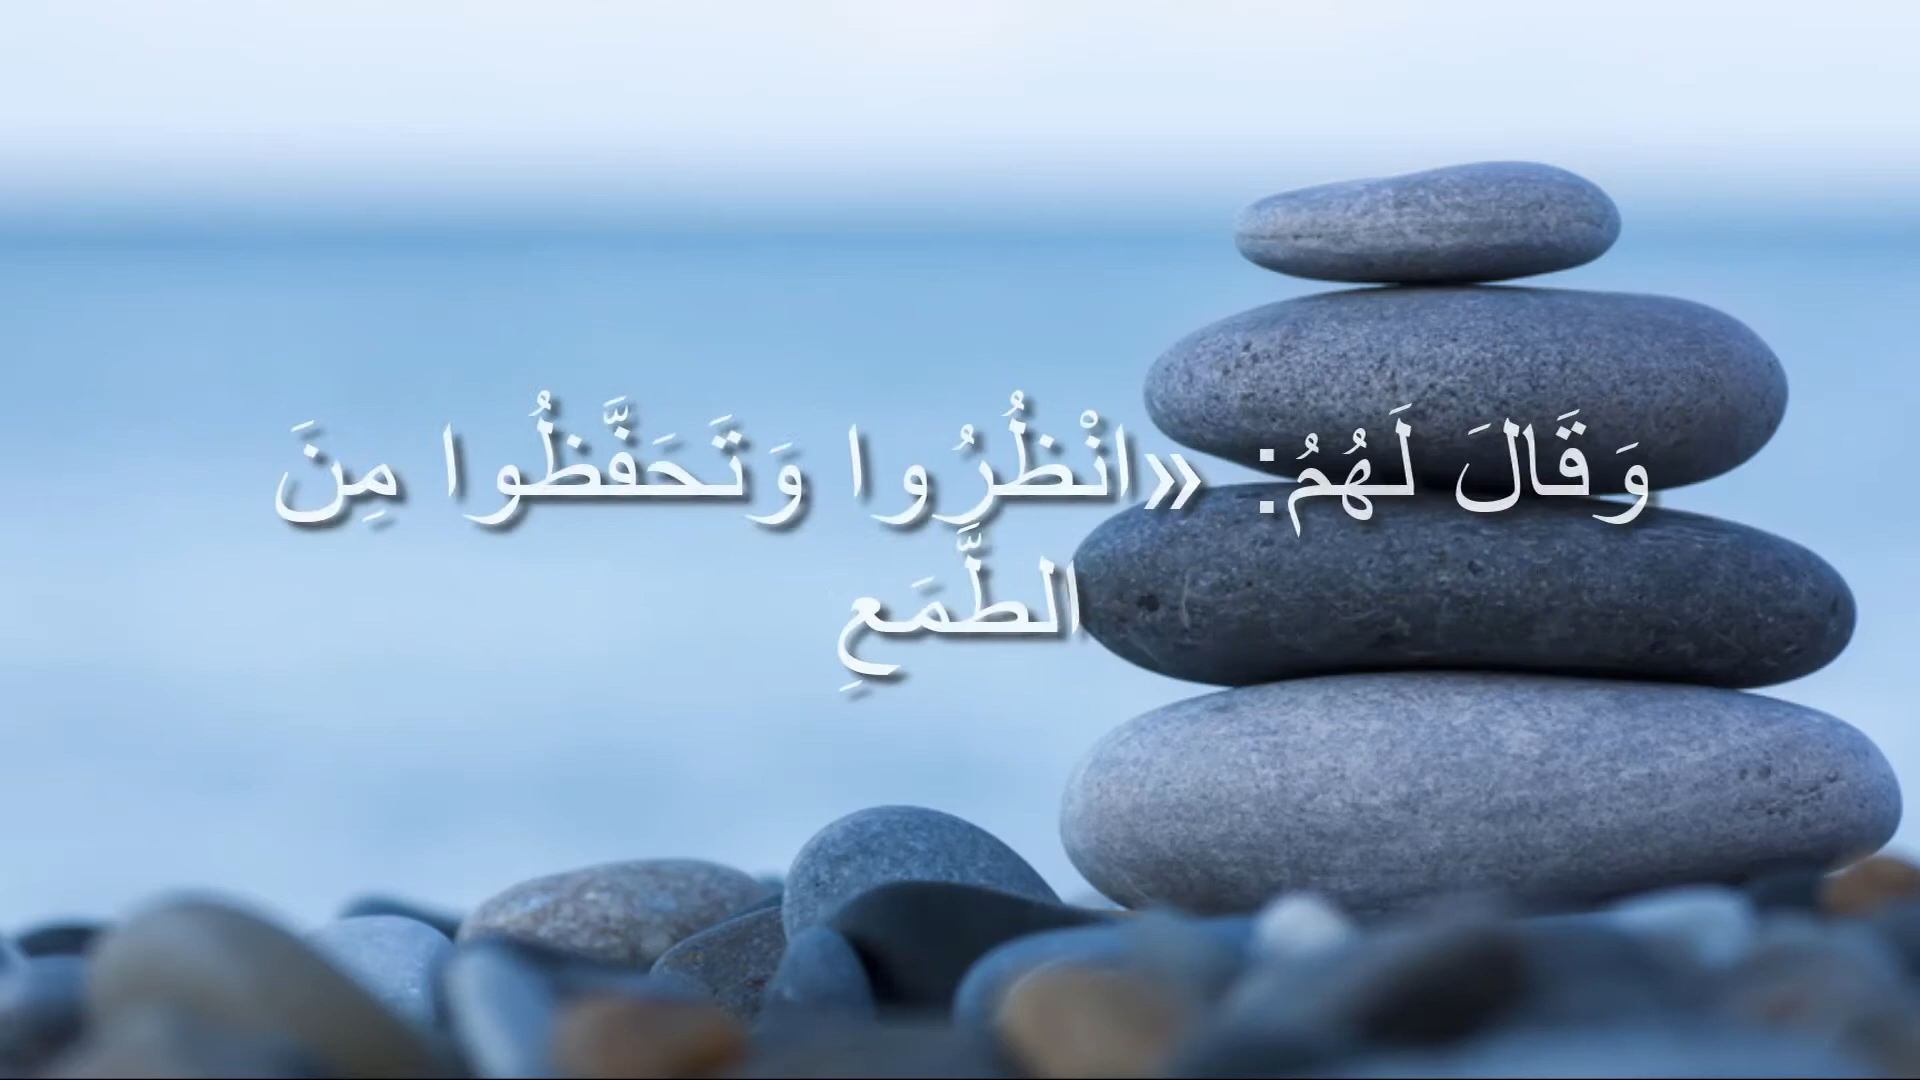 وَقَالَ لَهُمُ: «انْظُرُوا وَتَحَفَّظُوا مِنَ
الطَّمَعِ